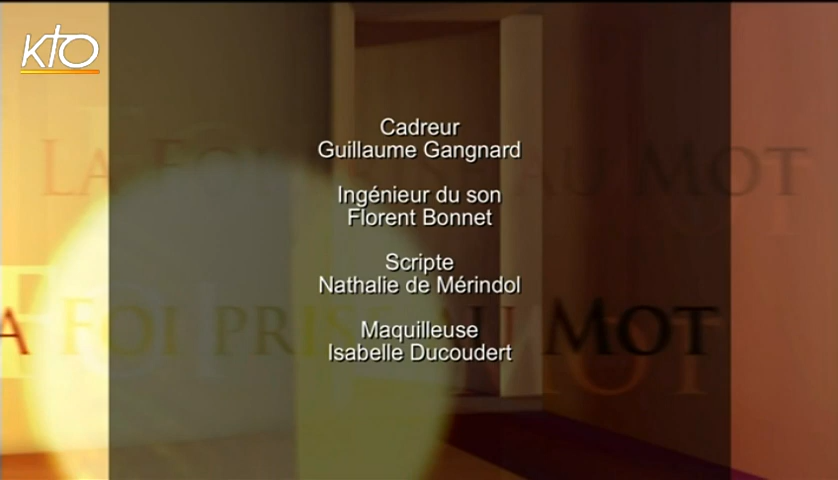 KTO
LA FOI PRISE AU MOT
Cadreur
Guillaume Gangnard
Ingénieur du son
Florent Bonnet
Scripte
Nathalie de Mérindol
A FOI PRISE AU MOT
Maquilleuse
Isabelle Ducoudert